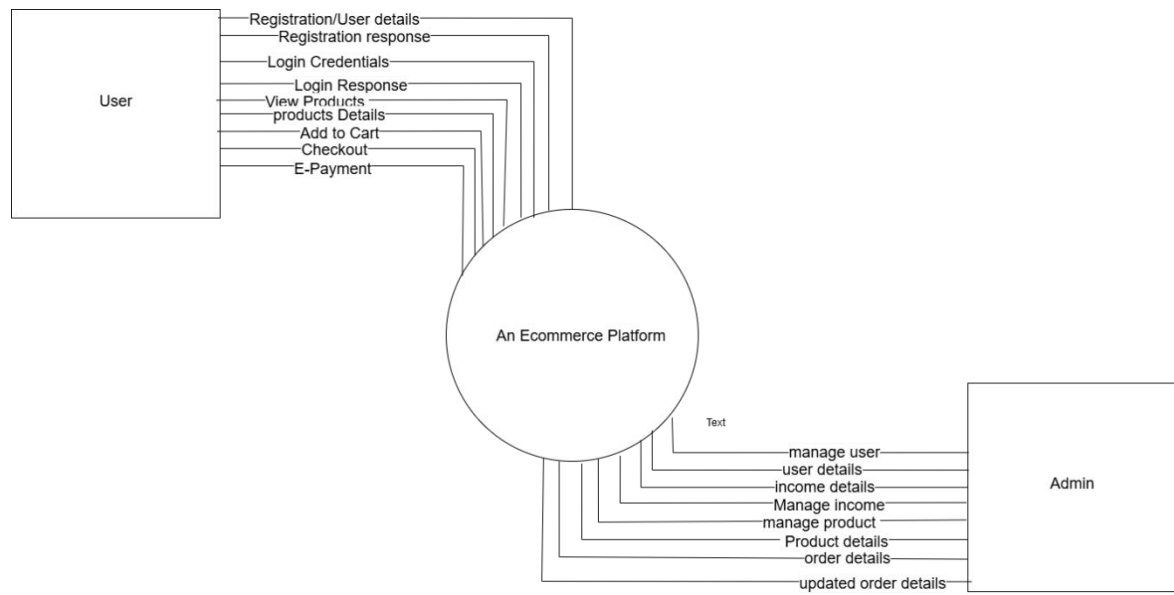 Registration/User details
Registration response
Login Credentials
Login Response
User
View Products
products Details
Add to Cart
Checkout
E-Payment
An Ecommerce Platform
Text
manage user
user details
income details
Admin
Manage income
manage product
Product details
order details
updated order details